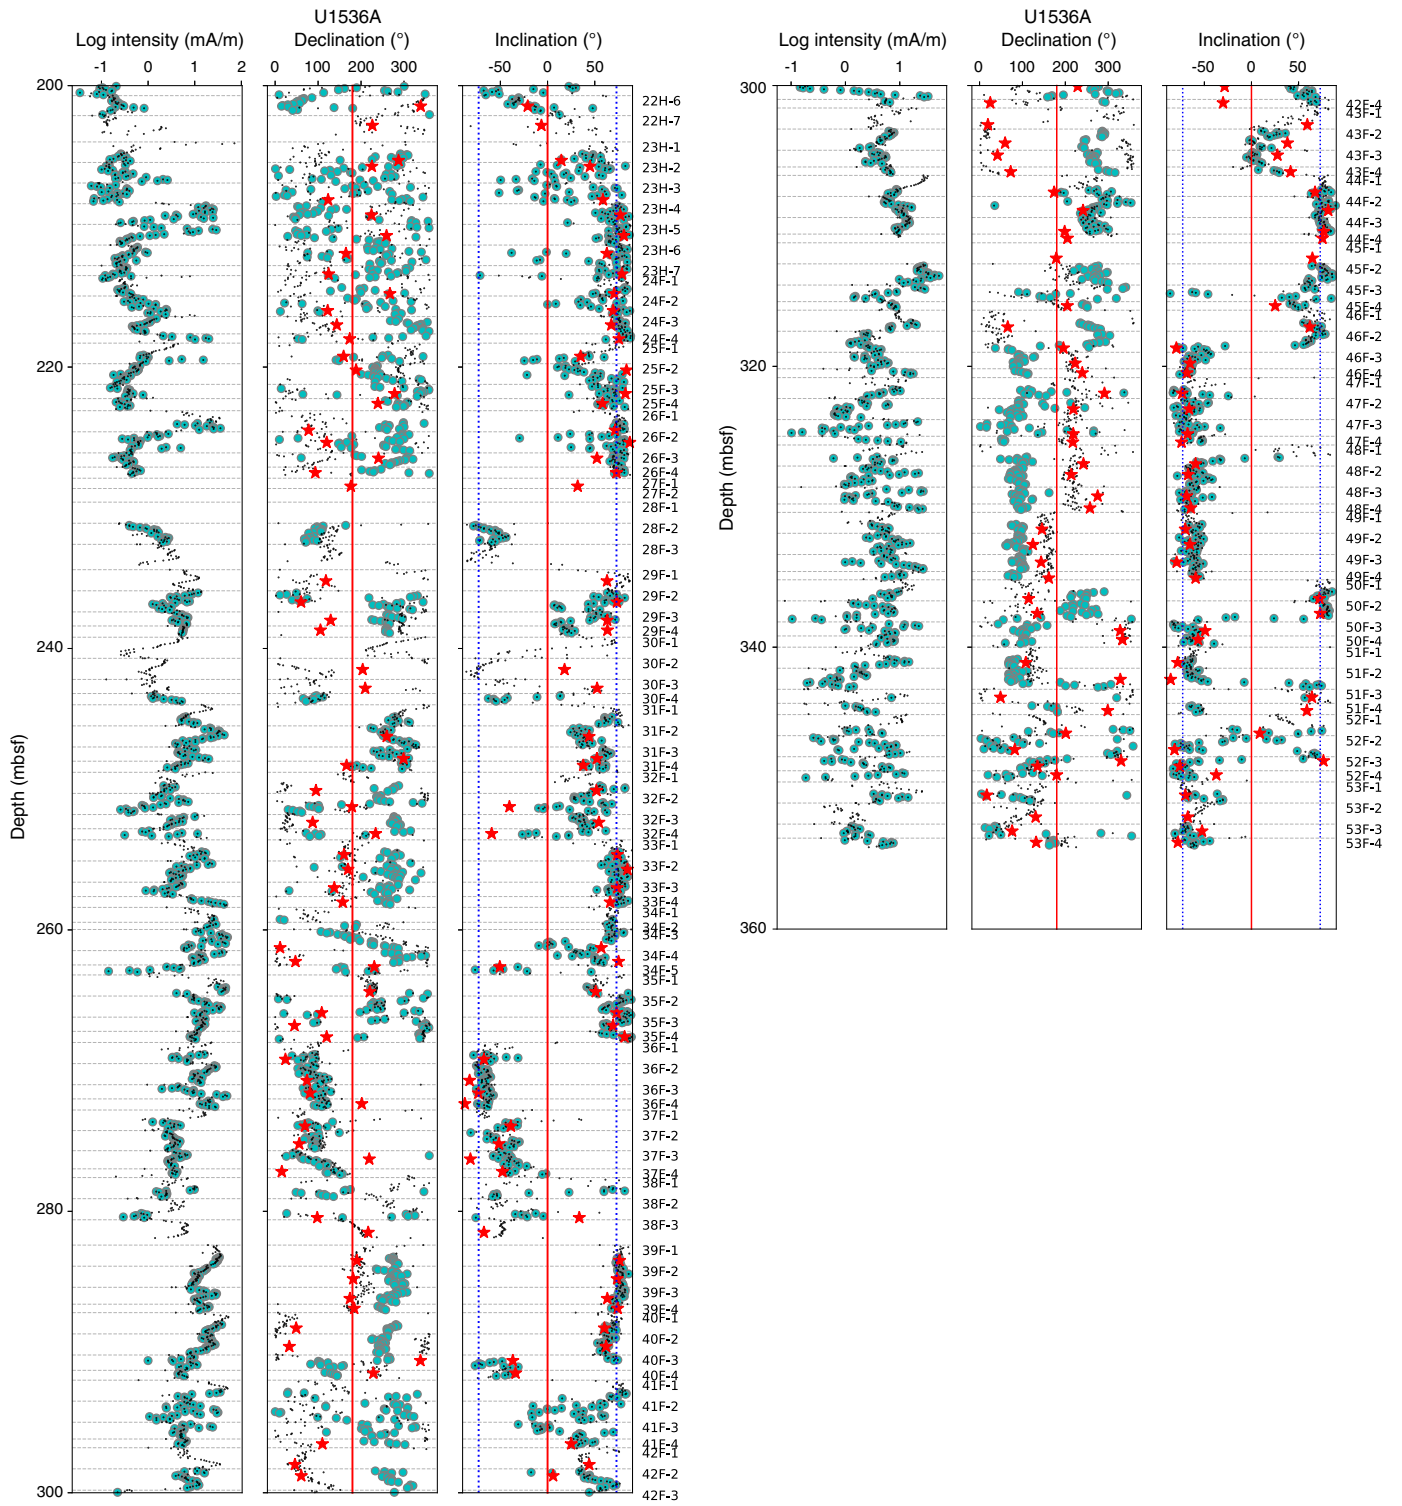 U1536A
Log intensity (mA/m) Declination (°) Inclination (°)
-1 0 1 2 0 100 200 300 -50 0 50
200
220
240
260
280
300
Depth (mbsf)
22H-6
22H-7
23H-1
23H-2
23H-3
23H-4
23H-5
23H-6
23H-7
24F-1
24F-2
24F-3
24F-4
25F-1
25F-2
25F-3
25F-4
26F-1
26F-2
26F-3
26F-4
27F-1
27F-2
28F-1
28F-2
28F-3
29F-1
29F-2
29F-3
29F-4
30F-1
30F-2
30F-3
30F-4
31F-1
31F-2
31F-3
31F-4
32F-1
32F-2
32F-3
32F-4
33F-1
33F-2
33F-3
33F-4
34F-1
34F-2
34F-3
34F-4
34F-5
35F-1
35F-2
35F-3
35F-4
36F-1
36F-2
36F-3
36F-4
37F-1
37F-2
37F-3
37F-4
38F-1
38F-2
38F-3
39F-1
39F-2
39F-3
39F-4
40F-1
40F-2
40F-3
40F-4
41F-1
41F-2
41F-3
41F-4
42F-1
42F-2
42F-3
U1536A
Log intensity (mA/m) Declination (°) Inclination (°)
-1 0 1 0 100 200 300 -50 0 50
300
320
340
360
Depth (mbsf)
42F-4
43F-1
43F-2
43F-3
43F-4
44F-1
44F-2
44F-3
44F-4
45F-1
45F-2
45F-3
45F-4
46F-1
46F-2
46F-3
46F-4
47F-1
47F-2
47F-3
47F-4
48F-1
48F-2
48F-3
48F-4
49F-1
49F-2
49F-3
49F-4
50F-1
50F-2
50F-3
50F-4
51F-1
51F-2
51F-3
51F-4
52F-1
52F-2
52F-3
52F-4
53F-1
53F-2
53F-3
53F-4